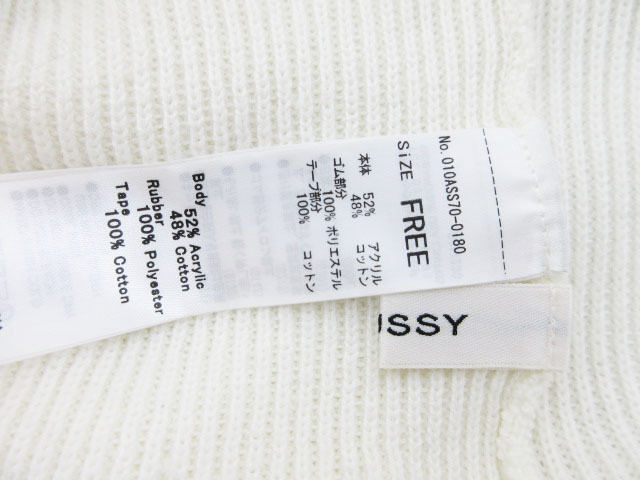 No. 010ASS70-0180
SiZE FREE
本体 52% アクリル
48% コットン
ゴム部分
100% ポリエステル
テープ部分
100% コットン
Body
52% Acrylic
48% Cotton
Rubber
100% Polyester
Tape
100% Cotton
SSY